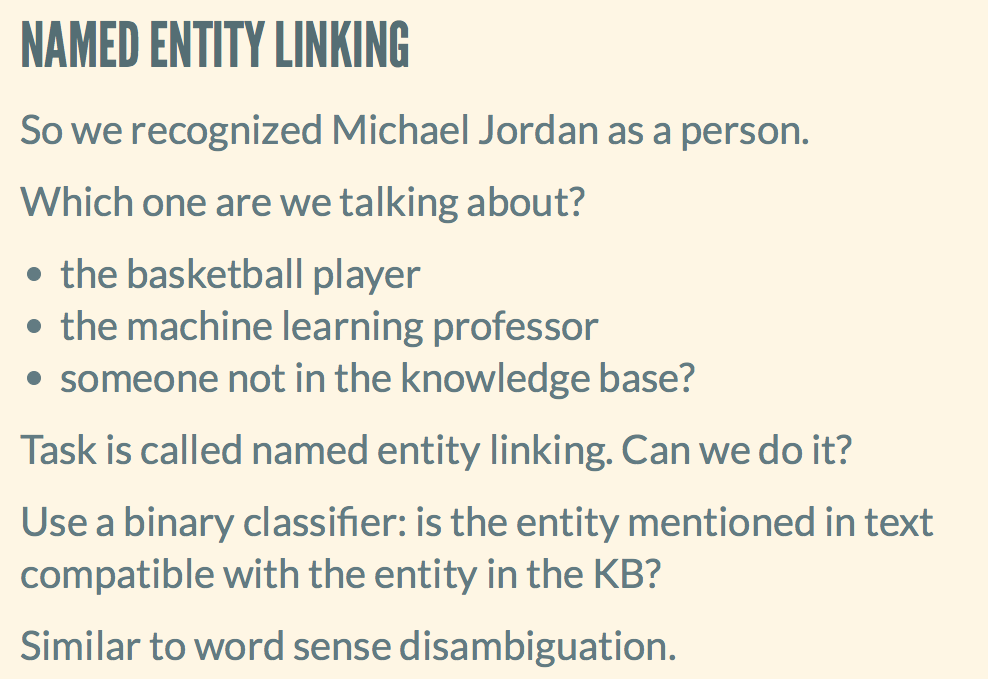 NAMED ENTITY LINKING
So we recognized Michael Jordan as a person.
Which one are we talking about?
• the basketball player
• the machine learning professor
• someone not in the knowledge base?
Task is called named entity linking. Can we do it?
Use a binary classifier: is the entity mentioned in text
compatible with the entity in the KB?
Similar to word sense disambiguation.